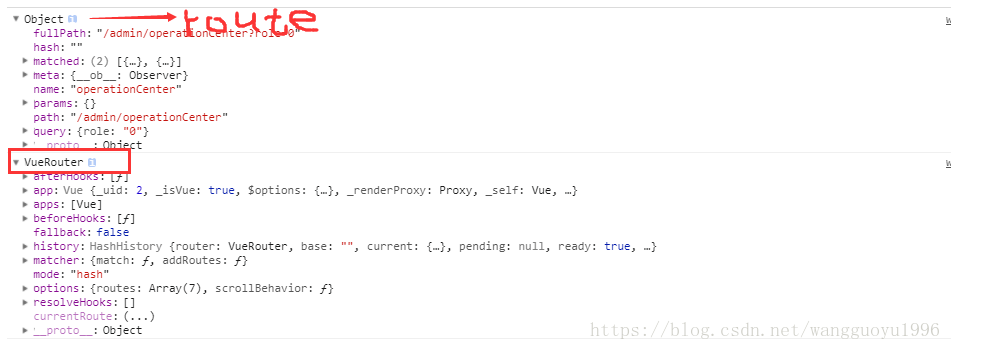 ▼ Object i route
fullPath: "/admin/operationCenter?role=0"
hash: ""
▶ matched: (2) [{…}, {…}]
▶ meta: {__ob__: Observer}
name: "operationCenter"
▶ params: {}
path: "/admin/operationCenter"
▶ query: {role: "0"}
▶ __proto__: Object
▼ VueRouter i
▶ afterHooks: [ƒ]
▶ app: Vue {_uid: 2, _isVue: true, $options: {…}, _renderProxy: Proxy, _self: Vue, …}
▶ apps: [Vue]
▶ beforeHooks: [ƒ]
fallback: false
▶ history: HashHistory {router: VueRouter, base: "", current: {…}, pending: null, ready: true, …}
▶ matcher: {match: ƒ, addRoutes: ƒ}
mode: "hash"
▶ options: {routes: Array(7), scrollBehavior: ƒ}
▶ resolveHooks: []
currentRoute: (...)
▶ __proto__: Object
https://blog.csdn.net/wangguoyu1996